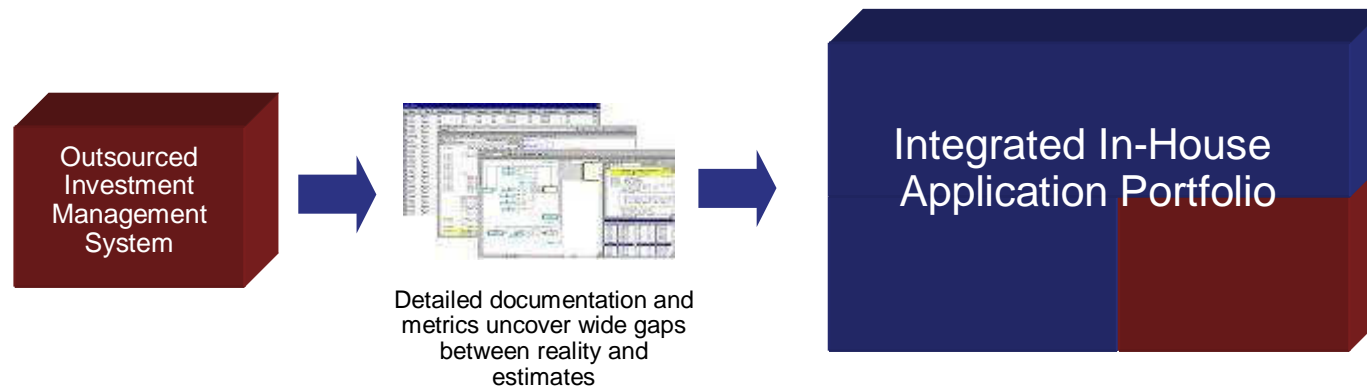 Outsourced
Investment
Management
System
Detailed documentation and
metrics uncover wide gaps
between reality and
estimates
Integrated In-House
Application Portfolio